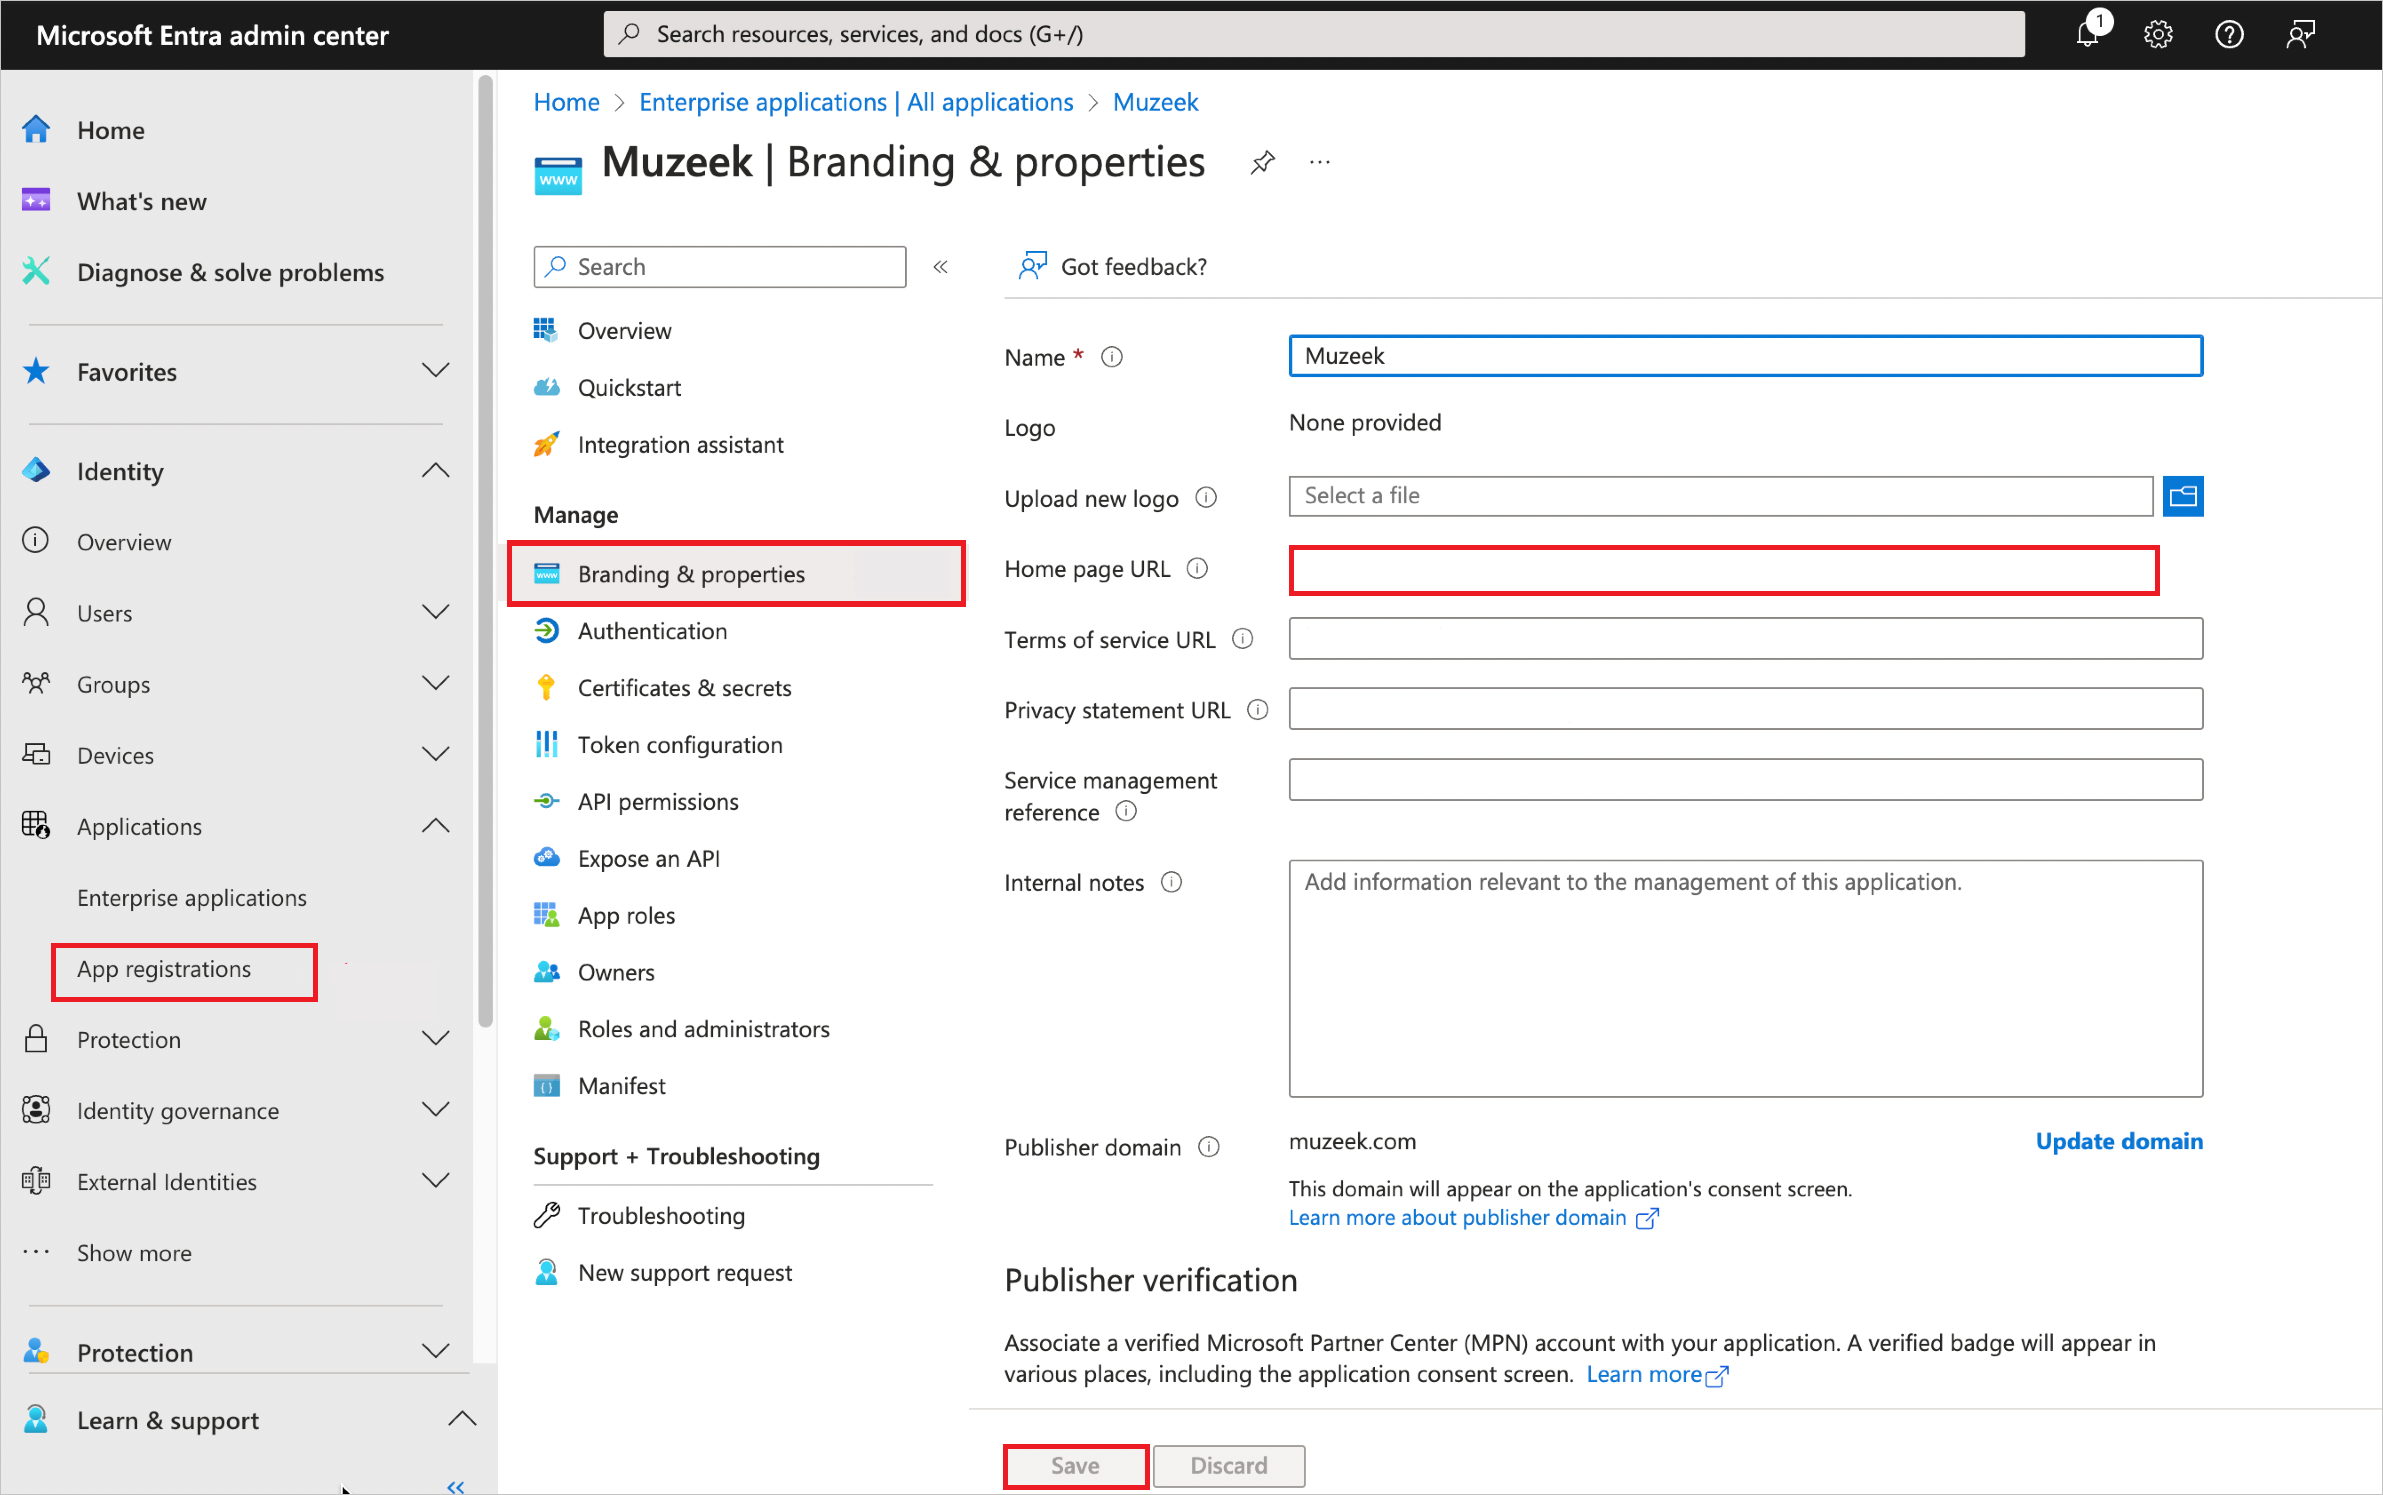 Microsoft Entra admin center
Search resources, services, and docs (G+/)
1
Home
What's new
Diagnose & solve problems
Favorites
Identity
Overview
Users
Groups
Devices
Applications
Enterprise applications
App registrations
Protection
Identity governance
External Identities
Show more
Protection
Learn & support
Home > Enterprise applications | All applications > Muzeek
www
Muzeek | Branding & properties
Search
Overview
Quickstart
Integration assistant
Manage
www
Branding & properties
Authentication
Certificates & secrets
Token configuration
API permissions
Expose an API
App roles
Owners
Roles and administrators
Manifest
Support + Troubleshooting
Troubleshooting
New support request
Got feedback?
Name *
Muzeek
Logo
None provided
Upload new logo
Select a file
Home page URL
Terms of service URL
Privacy statement URL
Service management
reference
Internal notes
Add information relevant to the management of this application.
Publisher domain
muzeek.com
Update domain
This domain will appear on the application's consent screen.
Learn more about publisher domain
Publisher verification
Associate a verified Microsoft Partner Center (MPN) account with your application. A verified badge will appear in
various places, including the application consent screen. Learn more
Save
Discard